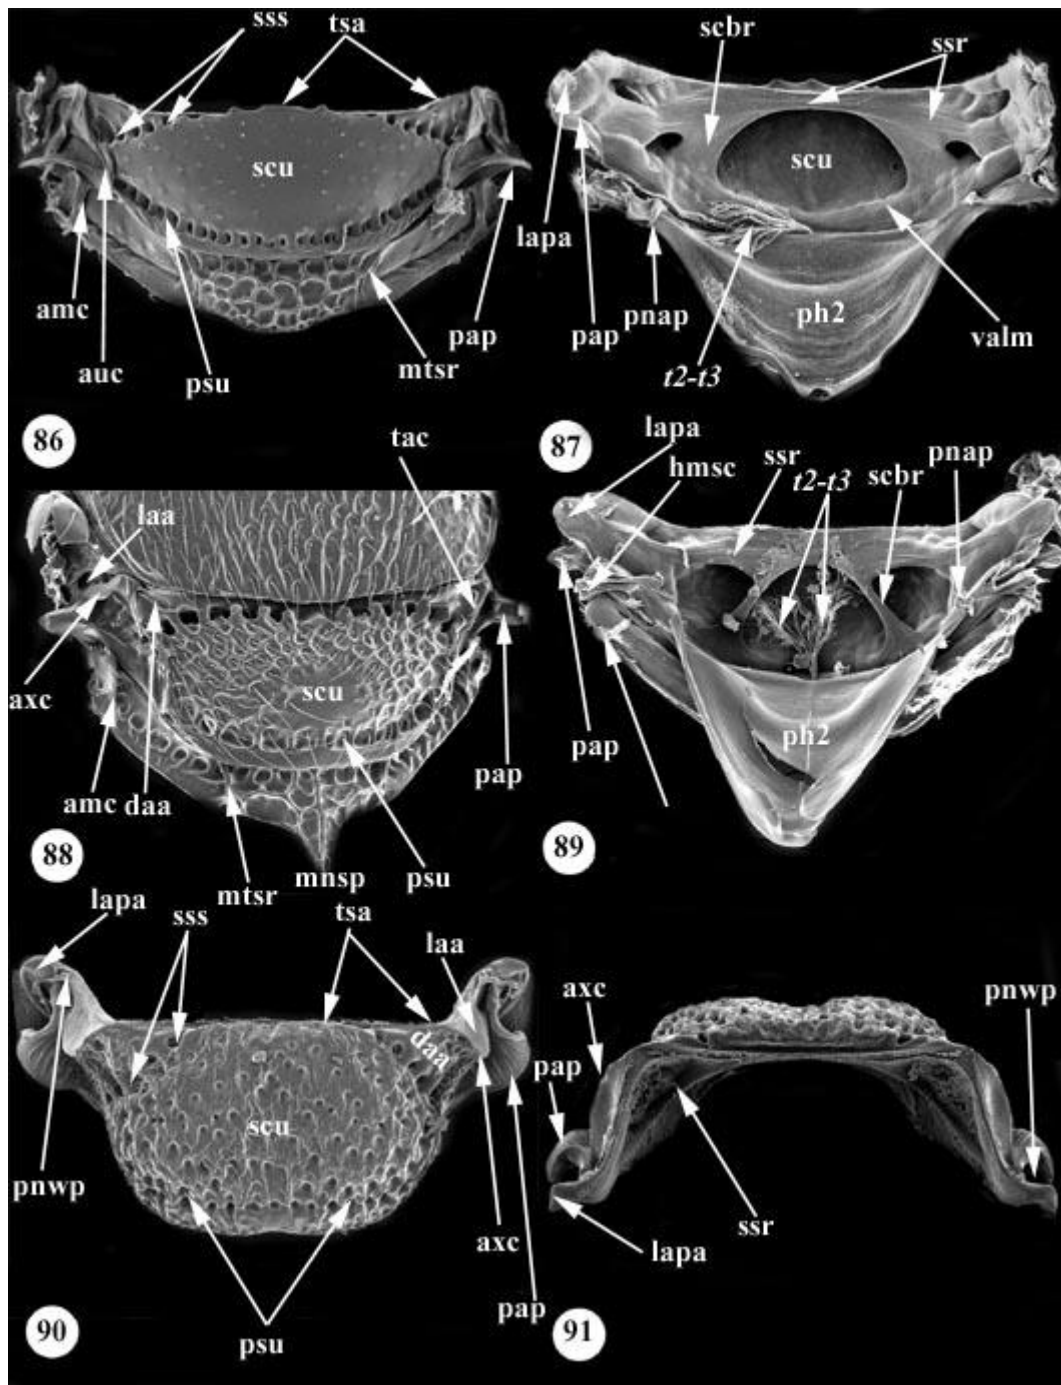 sss tsa
scu
amc
auc
psu
mtsr
pap
86
scbr
ssr
scu
lapa
pap
pnap
t2-t3
ph2
valm
87
tac
laa
axc
scu
amc daa
pap
88
mtsr
mnsp
psu
lapa
hmsc
ssr
t2-t3
scbr
pnap
pap
ph2
89
lapa
sss
tsa
laa
daa
scu
pnwp
axc
pap
psu
90
axc
pnwp
pap
ssr
lapa
91